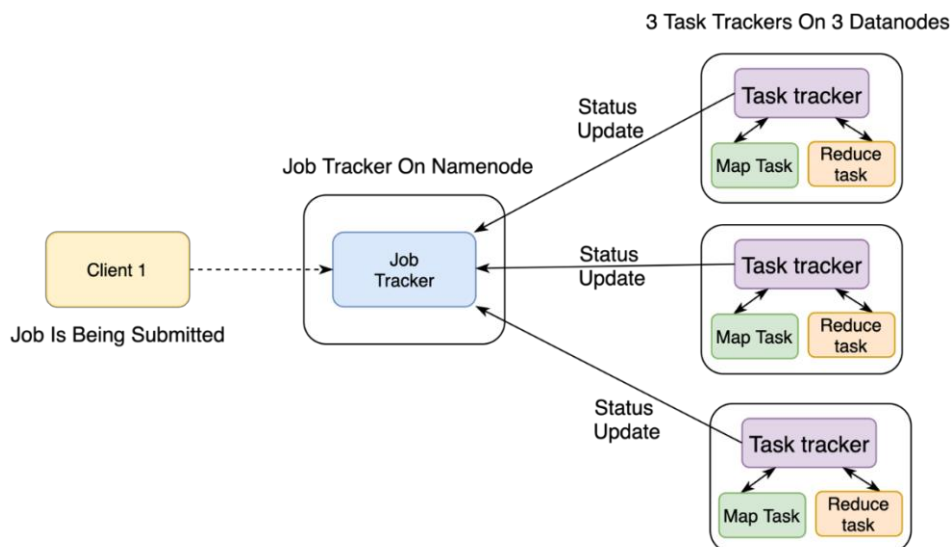 3 Task Trackers On 3 Datanodes
Task tracker
Map Task
Reduce
task
Status
Update
Job Tracker On Namenode
Job
Tracker
Client 1
Job Is Being Submitted
Status
Update
Task tracker
Map Task
Reduce
task
Status
Update
Task tracker
Map Task
Reduce
task